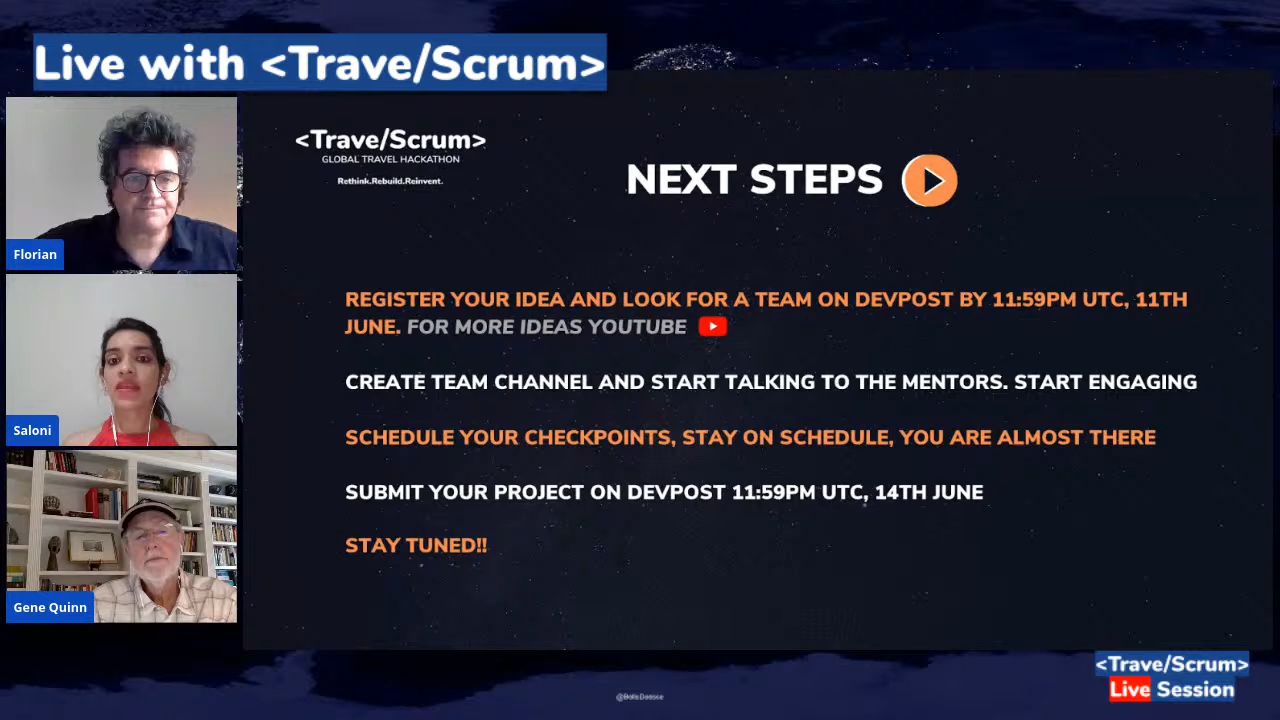 Live with <Trave/Scrum>
Florian
Saloni
Gene Quinn
<Trave/Scrum>
GLOBAL TRAVEL HACKATHON
Rethink.Rebuild.Reinvent.
NEXT STEPS
REGISTER YOUR IDEA AND LOOK FOR A TEAM ON DEVPOST BY 11:59PM UTC, 11TH
JUNE. FOR MORE IDEAS YOUTUBE
CREATE TEAM CHANNEL AND START TALKING TO THE MENTORS. START ENGAGING
SCHEDULE YOUR CHECKPOINTS, STAY ON SCHEDULE, YOU ARE ALMOST THERE
SUBMIT YOUR PROJECT ON DEVPOST 11:59PM UTC, 14TH JUNE
STAY TUNED!!
<Trave/Scrum>
Live Session